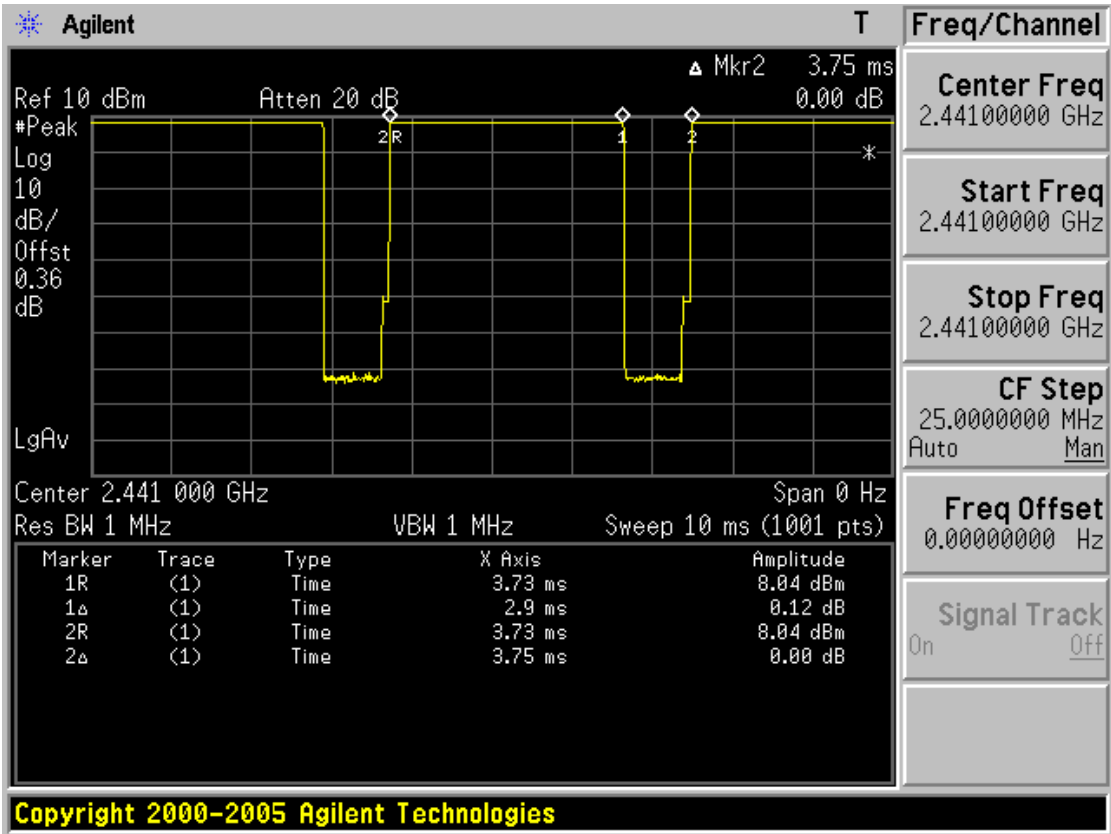 Agilent T
Δ Mkr2 3.75 ms
Ref 10 dBm Atten 20 dB 0.00 dB
#Peak
Log
10
dB/
Offst
0.36
dB
LgAv
2R 1 2
*
Center 2.441 000 GHz Span 0 Hz
Res BW 1 MHz VBW 1 MHz Sweep 10 ms (1001 pts)
Marker Trace Type X Axis Amplitude
1R (1) Time 3.73 ms 8.04 dBm
1Δ (1) Time 2.9 ms 0.12 dB
2R (1) Time 3.73 ms 8.04 dBm
2Δ (1) Time 3.75 ms 0.00 dB
Freq/Channel
Center Freq
2.44100000 GHz
Start Freq
2.44100000 GHz
Stop Freq
2.44100000 GHz
CF Step
25.0000000 MHz
Auto Man
Freq Offset
0.00000000 Hz
Signal Track
On Off
Copyright 2000-2005 Agilent Technologies